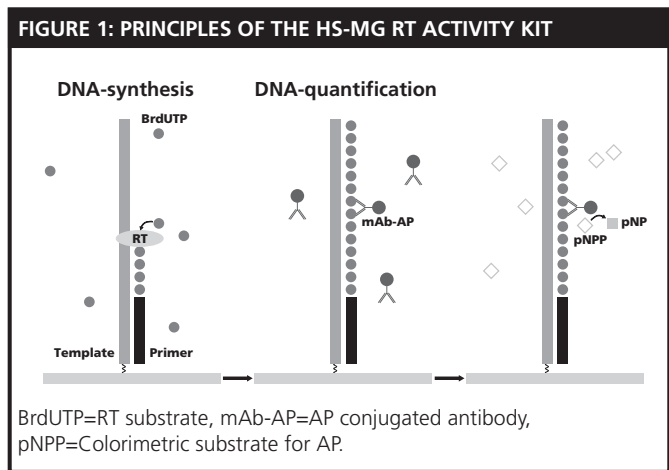 FIGURE 1: PRINCIPLES OF THE HS-MG RT ACTIVITY KIT
DNA-synthesis
DNA-quantification
BrdUTP
RT
mAb-AP
pNP
pNPP
Template
Primer
BrdUTP=RT substrate, mAb-AP=AP conjugated antibody,
pNPP=Colorimetric substrate for AP.